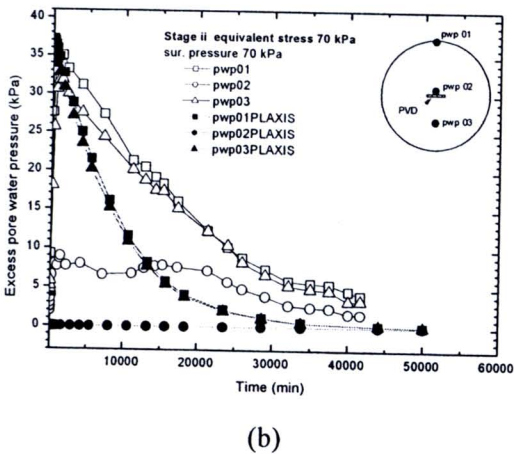 Stage ii equivalent stress 70 kPa
sur. pressure 70 kPa
pwp01
pwp02
pwp03
pwp01PLAXIS
pwp02PLAXIS
pwp03PLAXIS
pwp 01
pwp 02
PVD
pwp 03
Excess pore water pressure (kPa)
40
35
30
25
20
15
10
5
0
10000
20000
30000
40000
50000
60000
Time (min)
(b)